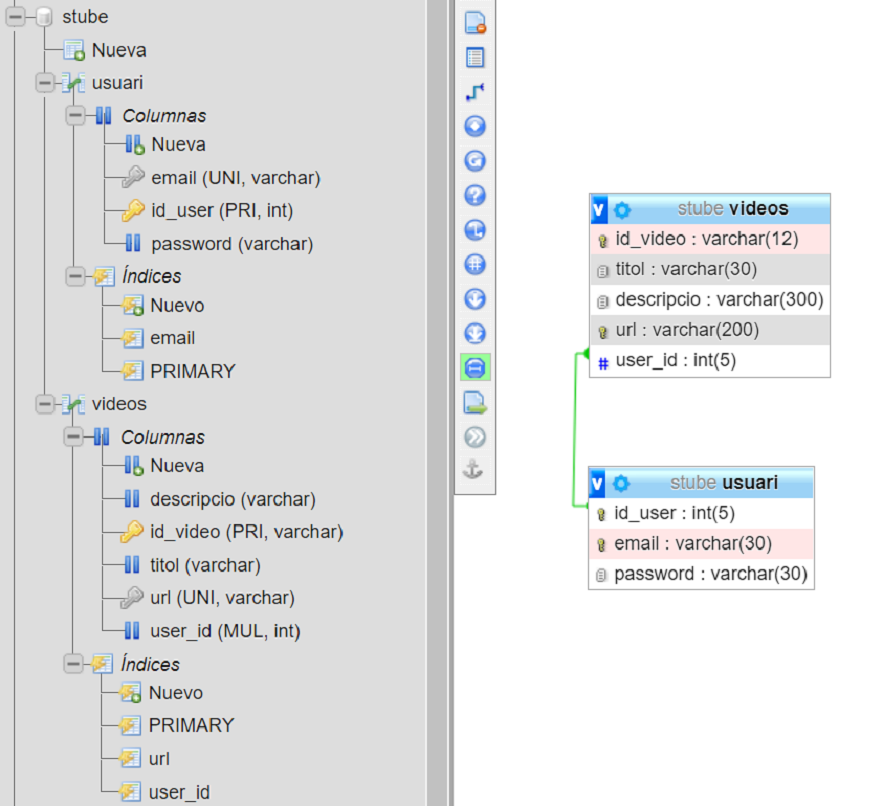 stube
Nueva
usuari
Columnas
Nueva
email (UNI, varchar)
id_user (PRI, int)
password (varchar)
Índices
Nuevo
email
PRIMARY
videos
Columnas
Nueva
descripcio (varchar)
id_video (PRI, varchar)
titol (varchar)
url (UNI, varchar)
user_id (MUL, int)
Índices
Nuevo
PRIMARY
url
user_id
V stube videos
id_video : varchar(12)
titol : varchar(30)
descripcio : varchar(300)
url : varchar(200)
# user_id : int(5)
V stube usuari
id_user : int(5)
email : varchar(30)
password : varchar(30)